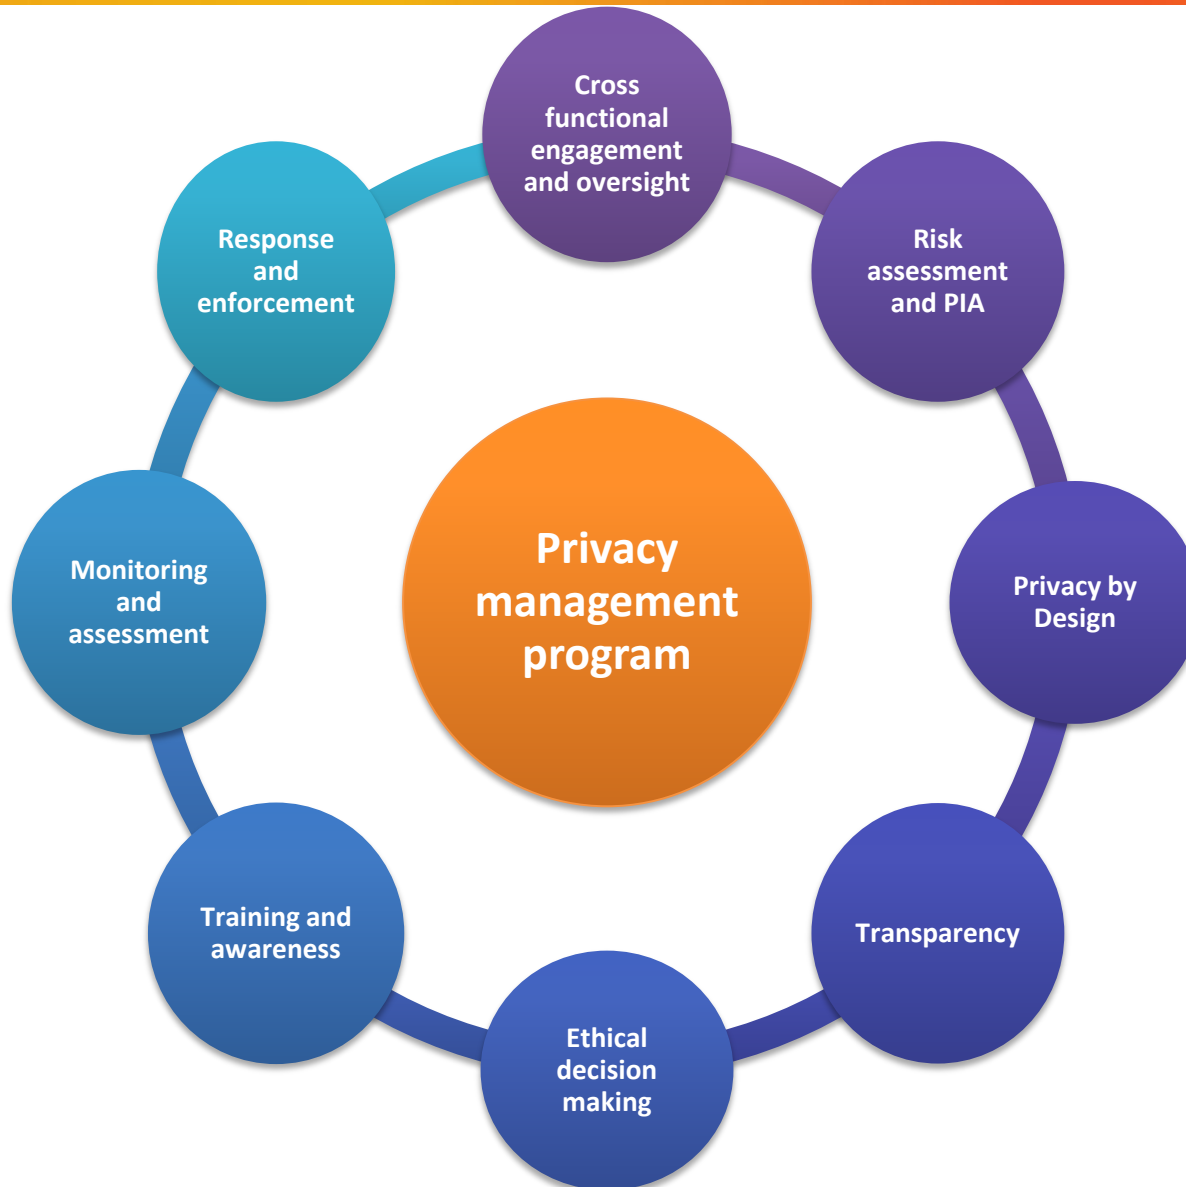 Cross
functional
engagement
and oversight
Risk
assessment
and PIA
Privacy by
Design
Transparency
Ethical
decision
making
Training and
awareness
Monitoring
and
assessment
Response
and
enforcement
Privacy
management
program